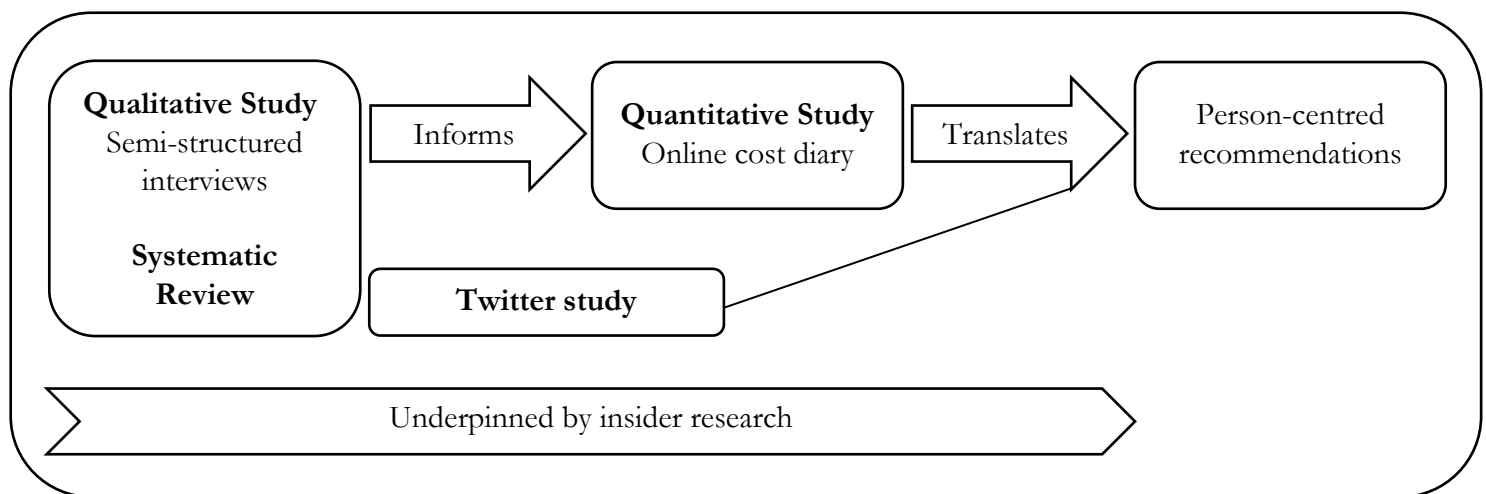 Qualitative Study
Semi-structured
interviews
Systematic
Review
Informs
Quantitative Study
Online cost diary
Translates
Person-centred
recommendations
Twitter study
Underpinned by insider research